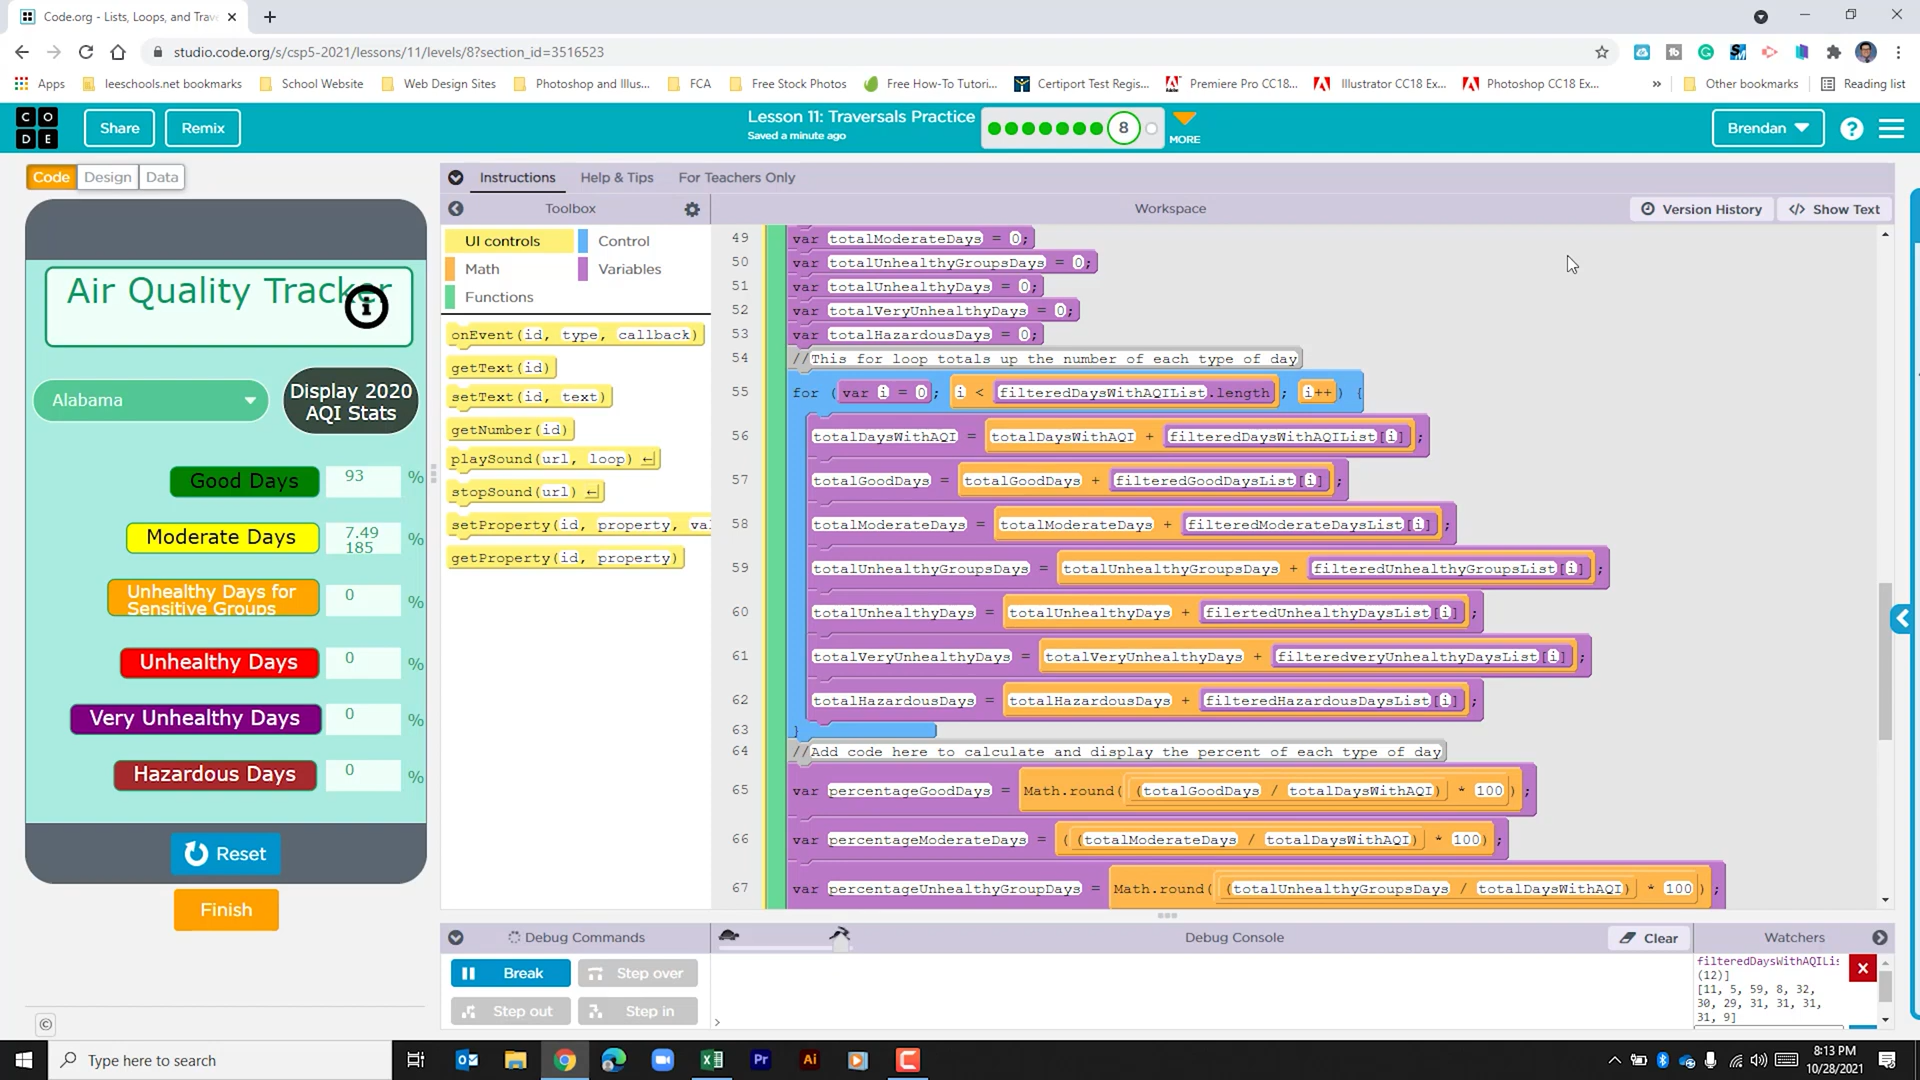 Code.org - Lists, Loops, and Trav
studio.code.org/s/csp5-2021/lessons/11/levels/8?section_id=3516523
Apps leeschools.net bookmarks School Website Web Design Sites Photoshop and Illus... FCA Free Stock Photos Free How-To Tutori... Certiport Test Regis... Premiere Pro CC18... Illustrator CC18 Ex... Photoshop CC18 Ex... » Other bookmarks Reading list
CODE Share Remix Lesson 11: Traversals Practice 8 MORE Brendan ?
Saved a minute ago
Code Design Data
Instructions Help & Tips For Teachers Only
Toolbox Workspace Version History </> Show Text
UI controls Control
Math Variables
Functions
onEvent(id, type, callback)
getText(id)
setText(id, text)
getNumber(id)
playSound(url, loop)
stopSound(url)
setProperty(id, property, val
getProperty(id, property)
Air Quality Tracker
i
Alabama
Display 2020
AQI Stats
Good Days 93 %
Moderate Days 7.49
185 %
Unhealthy Days for
Sensitive Groups 0 %
Unhealthy Days 0 %
Very Unhealthy Days 0 %
Hazardous Days 0 %
Reset
Finish
49 var totalModerateDays = 0;
50 var totalUnhealthyGroupsDays = 0;
51 var totalUnhealthyDays = 0;
52 var totalVeryUnhealthyDays = 0;
53 var totalHazardousDays = 0;
54 //This for loop totals up the number of each type of day
55 for (var i = 0; i < filteredDaysWithAQIList.length; i++) {
56 totalDaysWithAQI = totalDaysWithAQI + filteredDaysWithAQIList[i];
57 totalGoodDays = totalGoodDays + filteredGoodDaysList[i];
58 totalModerateDays = totalModerateDays + filteredModerateDaysList[i];
59 totalUnhealthyGroupsDays = totalUnhealthyGroupsDays + filteredUnhealthyGroupsList[i];
60 totalUnhealthyDays = totalUnhealthyDays + filertedUnhealthyDaysList[i];
61 totalVeryUnhealthyDays = totalVeryUnhealthyDays + filteredveryUnhealthyDaysList[i];
62 totalHazardousDays = totalHazardousDays + filteredHazardousDaysList[i];
63 }
64 //Add code here to calculate and display the percent of each type of day
65 var percentageGoodDays = Math.round( (totalGoodDays / totalDaysWithAQI) * 100);
66 var percentageModerateDays = ( (totalModerateDays / totalDaysWithAQI) * 100);
67 var percentageUnhealthyGroupDays = Math.round( (totalUnhealthyGroupsDays / totalDaysWithAQI) * 100);
Debug Commands Debug Console Clear Watchers
Break Step over
Step out Step in
>
filteredDaysWithAQILis
(12)]
[11, 5, 59, 8, 32,
30, 29, 31, 31, 31,
31, 9]
©
Type here to search
8:13 PM
10/28/2021